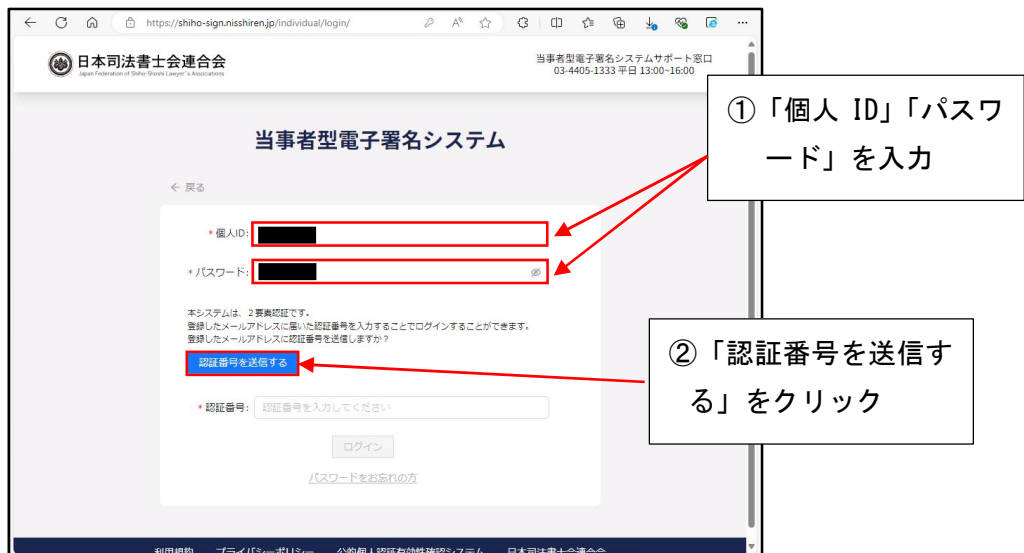 https://shiho-sign.nisshiren.jp/individual/login/
日本司法書士会連合会
Japan Federation of Shiho-Shoshi Lawyer's Associations
当事者型電子署名システムサポート窓口
03-4405-1333 平日 13:00~16:00
①「個人 ID」「パスワ
ード」を入力
当事者型電子署名システム
← 戻る
* 個人ID:
* パスワード:
本システムは、2要素認証です。
登録したメールアドレスに届いた認証番号を入力することでログインすることができます。
登録したメールアドレスに認証番号を送信しますか？
認証番号を送信する
②「認証番号を送信す
る」をクリック
* 認証番号: 認証番号を入力してください
ログイン
パスワードをお忘れの方
利用規約 プライバシーポリシー 公的個人認証有効性確認システム 日本司法書士会連合会